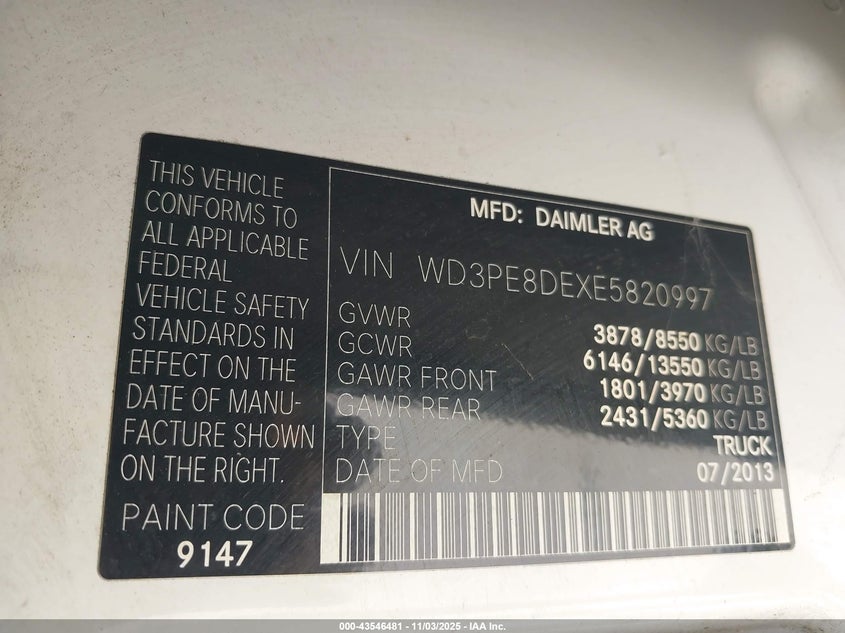 THIS VEHICLE
CONFORMS TO
ALL APPLICABLE
FEDERAL
VEHICLE SAFETY
STANDARDS IN
EFFECT ON THE
DATE OF MANU-
FACTURE SHOWN
ON THE RIGHT.
PAINT CODE
9147
MFD: DAIMLER AG
VIN WD3PE8DEXE5820997
GVWR 3878/8550 KG/LB
GCWR 6146/13550 KG/LB
GAWR FRONT 1801/3970 KG/LB
GAWR REAR 2431/5360 KG/LB
TYPE TRUCK
DATE OF MFD 07/2013
000-43546481 - 11/03/2025 - IAA Inc.